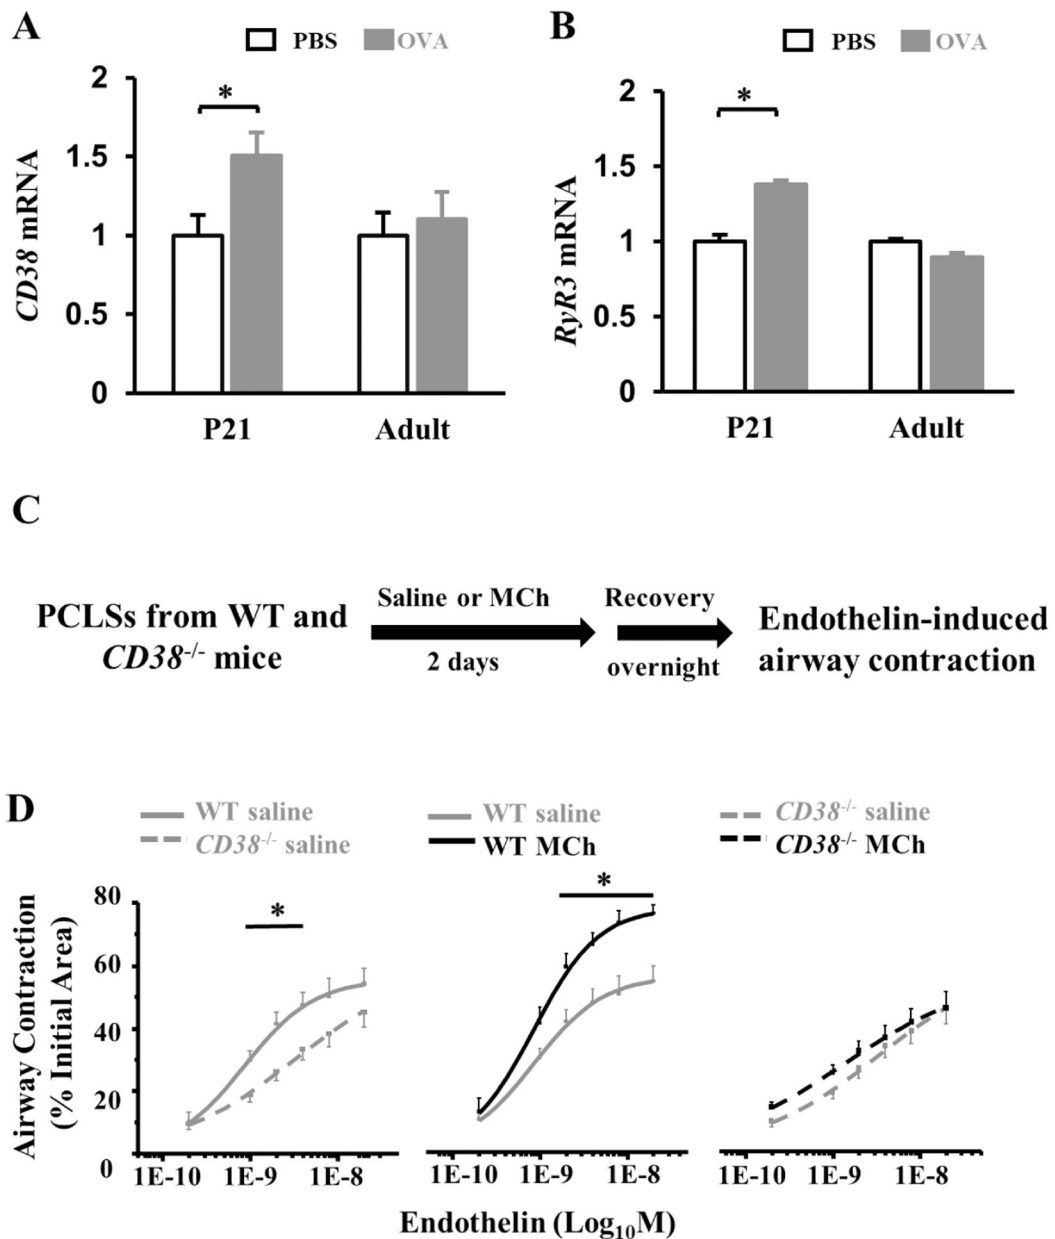 A
PBS OVA
CD38 mRNA
2
1.5
1
0.5
0
*
P21 Adult
B
PBS OVA
RyR3 mRNA
2
1.5
1
0.5
0
*
P21 Adult
C
PCLSs from WT and
CD38-/- mice
Saline or MCh
2 days
Recovery
overnight
Endothelin-induced
airway contraction
D
WT saline
CD38-/- saline
WT saline
WT MCh
CD38-/- saline
CD38-/- MCh
Airway Contraction
(% Initial Area)
80
60
40
20
0
*
*
1E-10 1E-9 1E-8
1E-10 1E-9 1E-8
1E-10 1E-9 1E-8
Endothelin (Log10M)